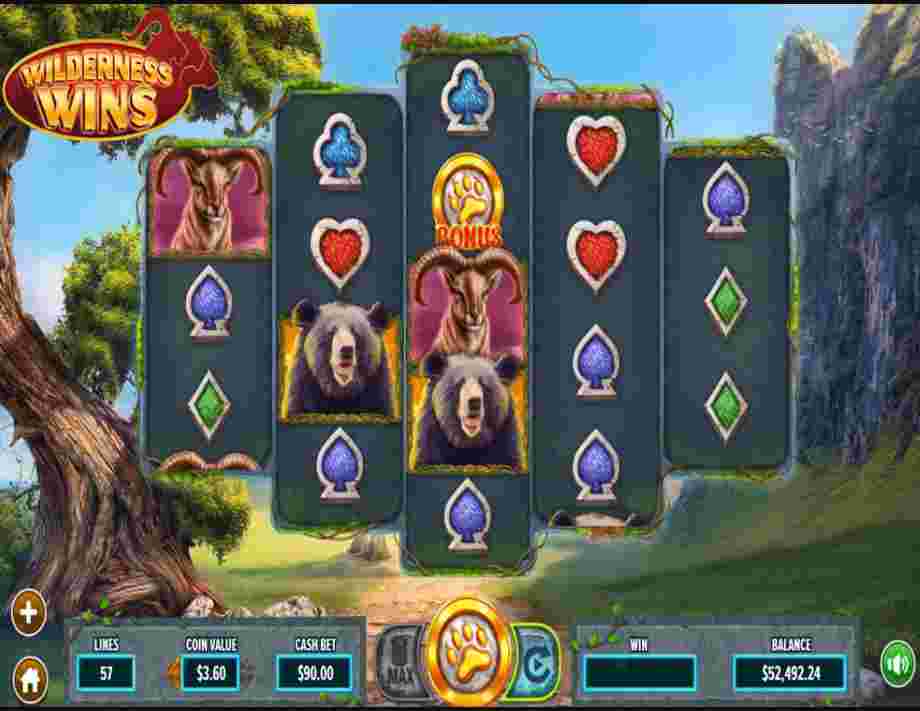 WILDERNESS
WINS
BONUS
LINES
COIN VALUE
CASH BET
WIN
BALANCE
57
$3.60
$90.00
MAX
$52,492.24